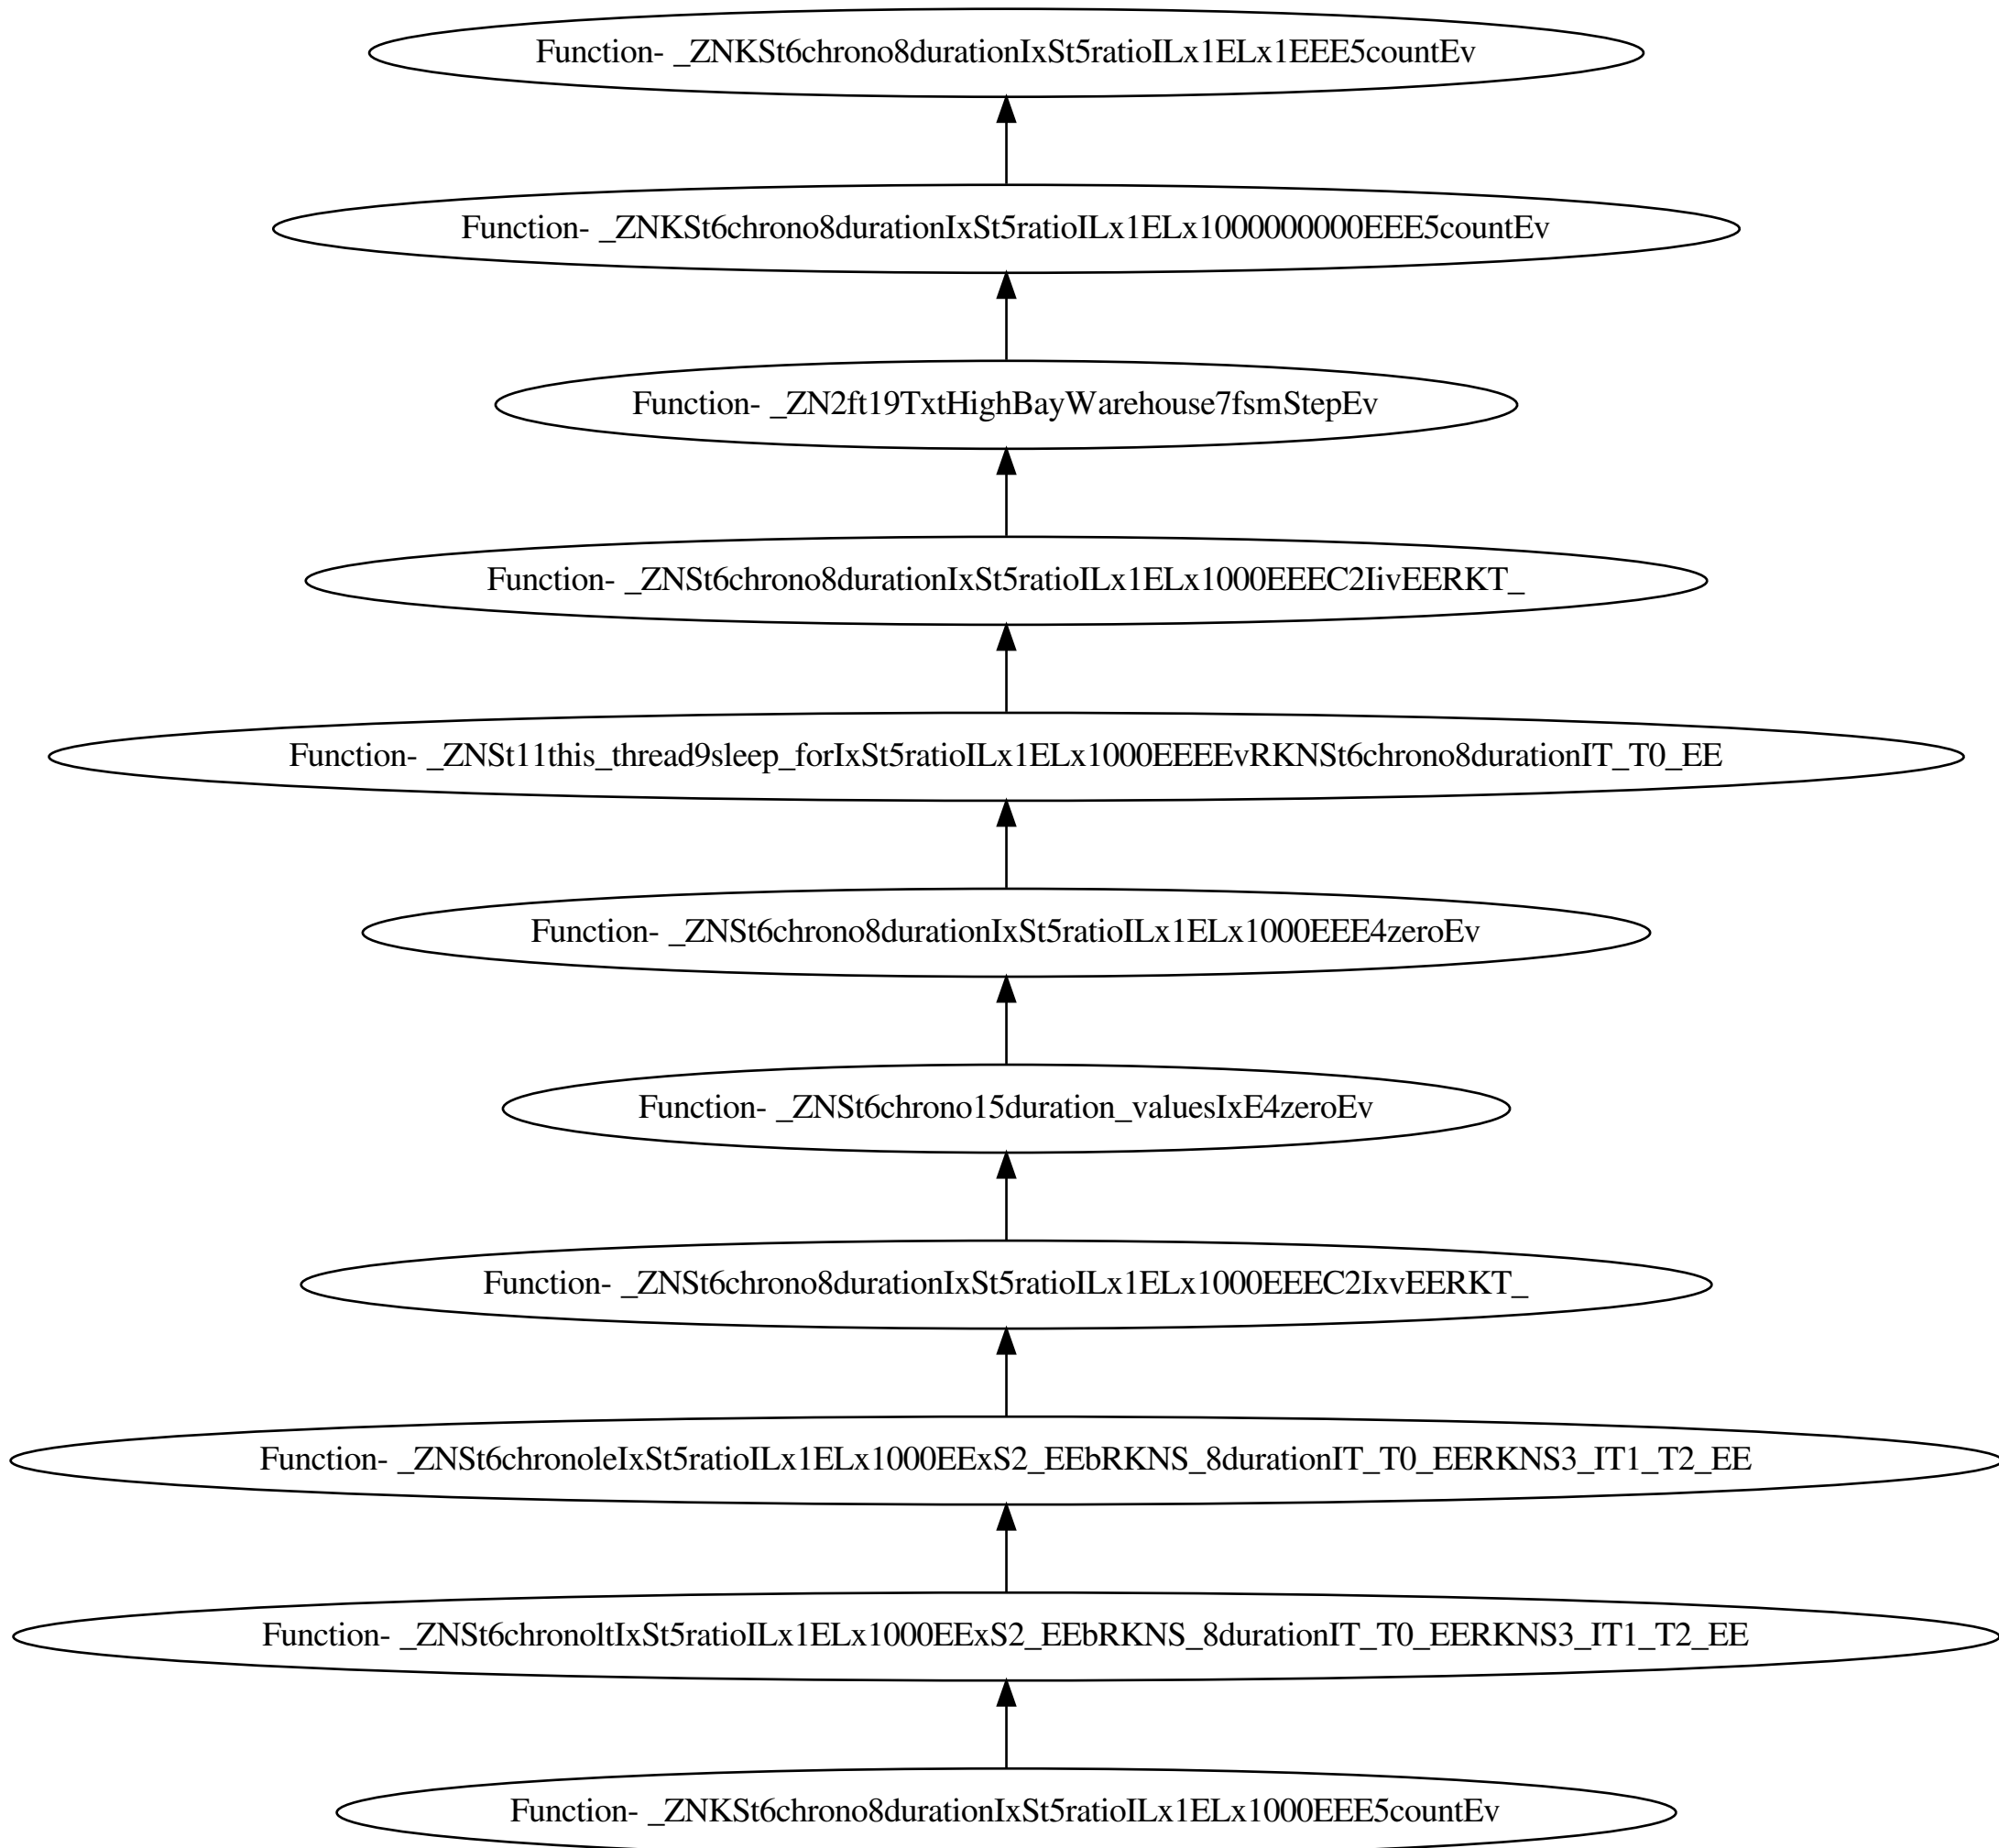 Function- _ZNKSt6chrono8durationIxSt5ratioILx1ELx1EEE5countEv
Function- _ZNKSt6chrono8durationIxSt5ratioILx1ELx1000000000EEE5countEv
Function- _ZN2ft19TxtHighBayWarehouse7fsmStepEv
Function- _ZNSt6chrono8durationIxSt5ratioILx1ELx1000EEEC2IivEERKT_
Function- _ZNSt11this_thread9sleep_forIxSt5ratioILx1ELx1000EEEEvRKNSt6chrono8durationIT_T0_EE
Function- _ZNSt6chrono8durationIxSt5ratioILx1ELx1000EEE4zeroEv
Function- _ZNSt6chrono15duration_valuesIxE4zeroEv
Function- _ZNSt6chrono8durationIxSt5ratioILx1ELx1000EEEC2IxvEERKT_
Function- _ZNSt6chronoleIxSt5ratioILx1ELx1000EExS2_EEbRKNS_8durationIT_T0_EERKNS3_IT1_T2_EE
Function- _ZNSt6chronoltIxSt5ratioILx1ELx1000EExS2_EEbRKNS_8durationIT_T0_EERKNS3_IT1_T2_EE
Function- _ZNKSt6chrono8durationIxSt5ratioILx1ELx1000EEE5countEv